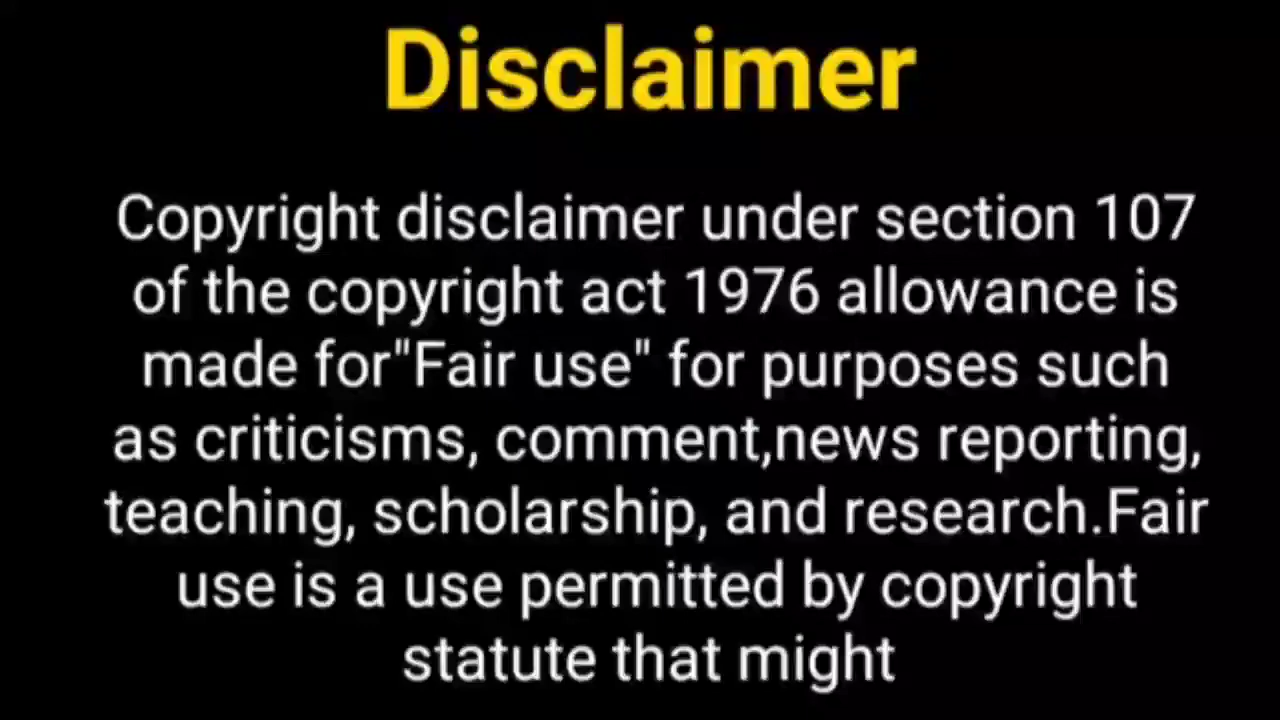 Disclaimer
Copyright disclaimer under section 107
of the copyright act 1976 allowance is
made for"Fair use" for purposes such
as criticisms, comment,news reporting,
teaching, scholarship, and research.Fair
use is a use permitted by copyright
statute that might